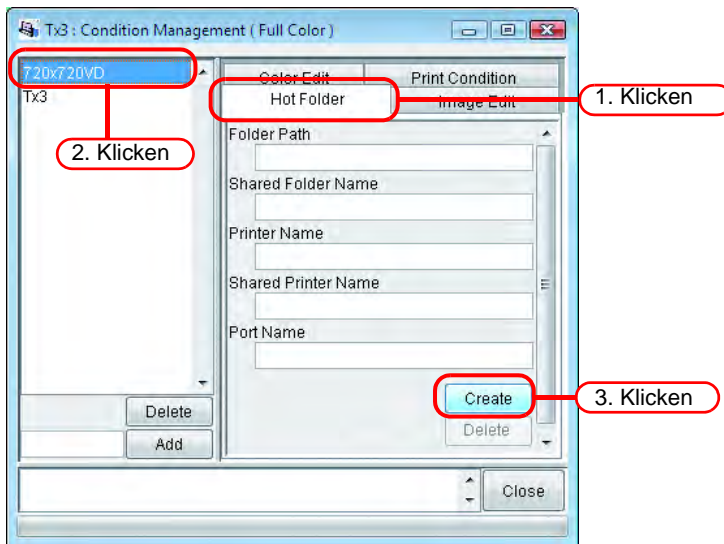 Tx3 : Condition Management ( Full Color )
720x720VD
Tx3
2. Klicken
Color Edit
Print Condition
Hot Folder
Image Edit
1. Klicken
Folder Path
Shared Folder Name
Printer Name
Shared Printer Name
Port Name
Create
3. Klicken
Delete
Delete
Add
Close